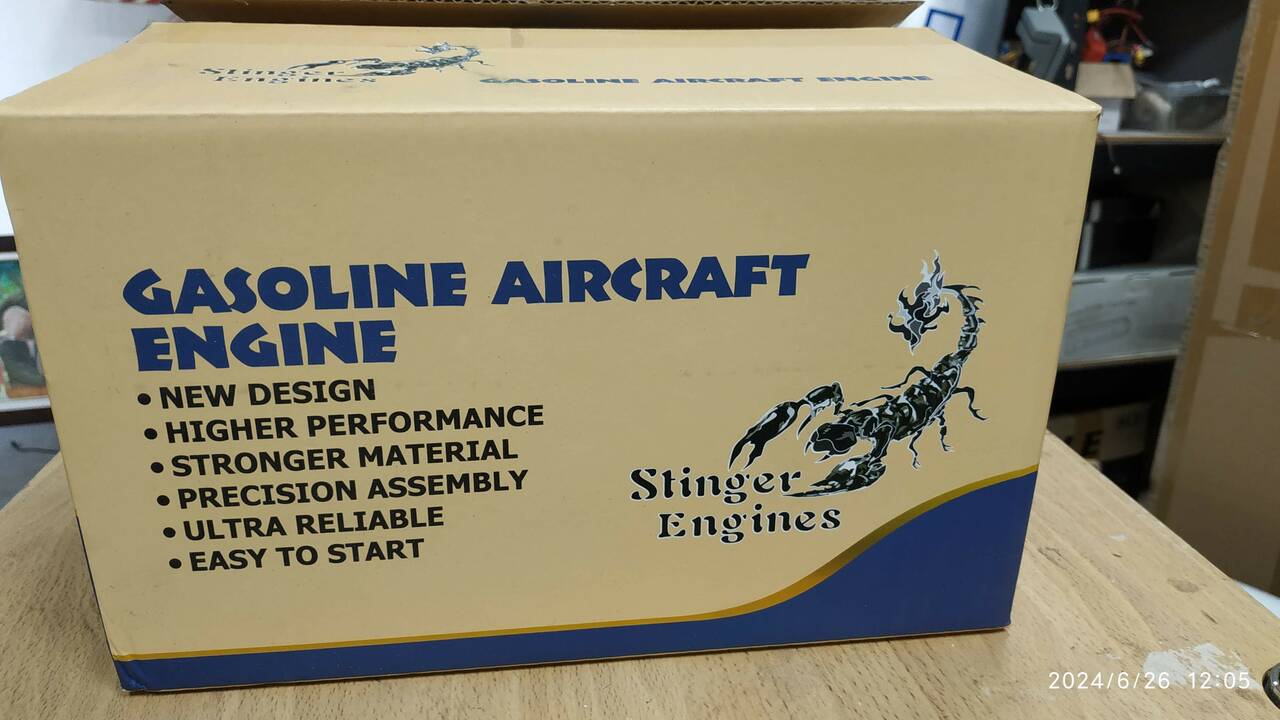 Stinger
Engines
GASOLINE AIRCRAFT ENGINE
GASOLINE AIRCRAFT
ENGINE
• NEW DESIGN
• HIGHER PERFORMANCE
• STRONGER MATERIAL
• PRECISION ASSEMBLY
• ULTRA RELIABLE
• EASY TO START
Stinger
Engines
2024/6/26 12:05